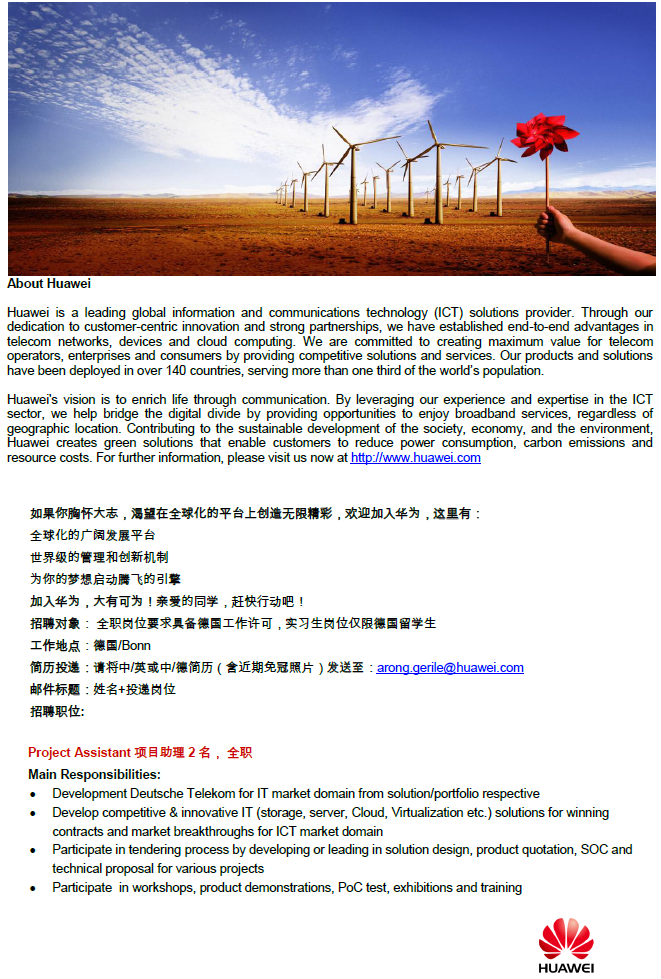 About Huawei
Huawei is a leading global information and communications technology (ICT) solutions provider. Through our
dedication to customer-centric innovation and strong partnerships, we have established end-to-end advantages in
telecom networks, devices and cloud computing. We are committed to creating maximum value for telecom
operators, enterprises and consumers by providing competitive solutions and services. Our products and solutions
have been deployed in over 140 countries, serving more than one third of the world's population.
Huawei's vision is to enrich life through communication. By leveraging our experience and expertise in the ICT
sector, we help bridge the digital divide by providing opportunities to enjoy broadband services, regardless of
geographic location. Contributing to the sustainable development of the society, economy, and the environment,
Huawei creates green solutions that enable customers to reduce power consumption, carbon emissions and
resource costs. For further information, please visit us now at http://www.huawei.com
如果你胸怀大志，渴望在全球化的平台上创造无限精彩，欢迎加入华为，这里有：
全球化的广阔发展平台
世界级的管理和创新机制
为你的梦想启动腾飞的引擎
加入华为，大有可为！亲爱的同学，赶快行动吧！
招聘对象： 全职岗位要求具备德国工作许可，实习生岗位仅限德国留学生
工作地点：德国/Bonn
简历投递：请将中/英或中/德简历（含近期免冠照片）发送至：arong.gerile@huawei.com
邮件标题：姓名+投递岗位
招聘职位:
Project Assistant 项目助理 2 名， 全职
Main Responsibilities:
• Development Deutsche Telekom for IT market domain from solution/portfolio respective
• Develop competitive & innovative IT (storage, server, Cloud, Virtualization etc.) solutions for winning
contracts and market breakthroughs for ICT market domain
• Participate in tendering process by developing or leading in solution design, product quotation, SOC and
technical proposal for various projects
• Participate in workshops, product demonstrations, PoC test, exhibitions and training
HUAWEI